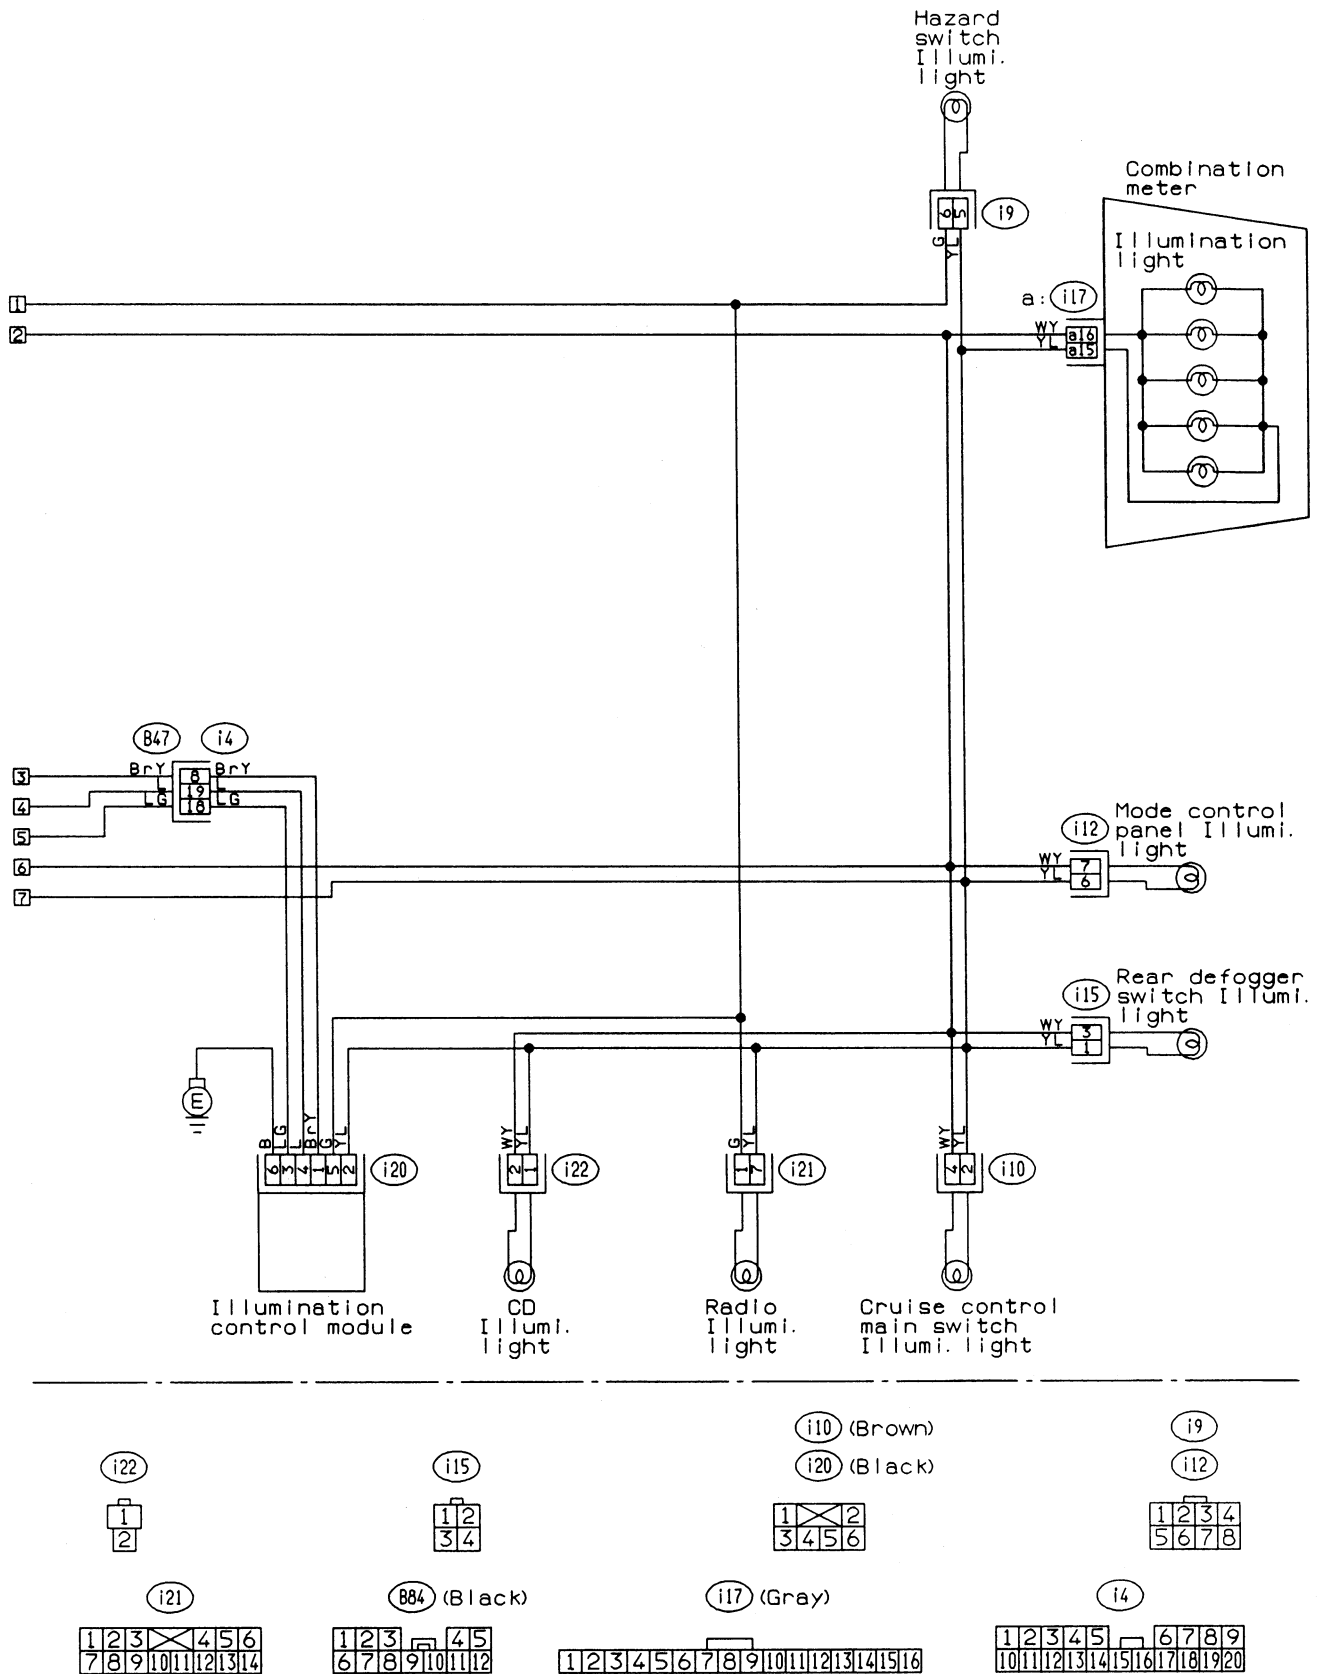 Hazard
switch
Illumi.
light
Combination
meter
6 5
i9
G
YL
Illumination
light
1
a: i17
2
WY
a16
YL
a15
B47
i4
3
BrY
8
BrY
L
19
L
4
LG
18
LG
5
Mode control
panel Illumi.
light
i12
6
WY
7
YL
6
7
Rear defogger
switch Illumi.
light
i15
WY
3
YL
1
E
B
LG
L
BrY
G
YL
WY
YL
G
YL
WY
YL
6 3 4 1 5 2
i20
2 1
i22
1 7
i21
4 2
i10
Illumination
control module
CD
Illumi.
light
Radio
Illumi.
light
Cruise control
main switch
Illumi. light
i22
1
2
i15
1 2
3 4
i10 (Brown)
i20 (Black)
1 2
3 4 5 6
i9
i12
1 2 3 4
5 6 7 8
i21
1 2 3 4 5 6
7 8 9 10 11 12 13 14
B84 (Black)
1 2 3 4 5
6 7 8 9 10 11 12
i17 (Gray)
1 2 3 4 5 6 7 8 9 10 11 12 13 14 15 16
i4
1 2 3 4 5 6 7 8 9
10 11 12 13 14 15 16 17 18 19 20